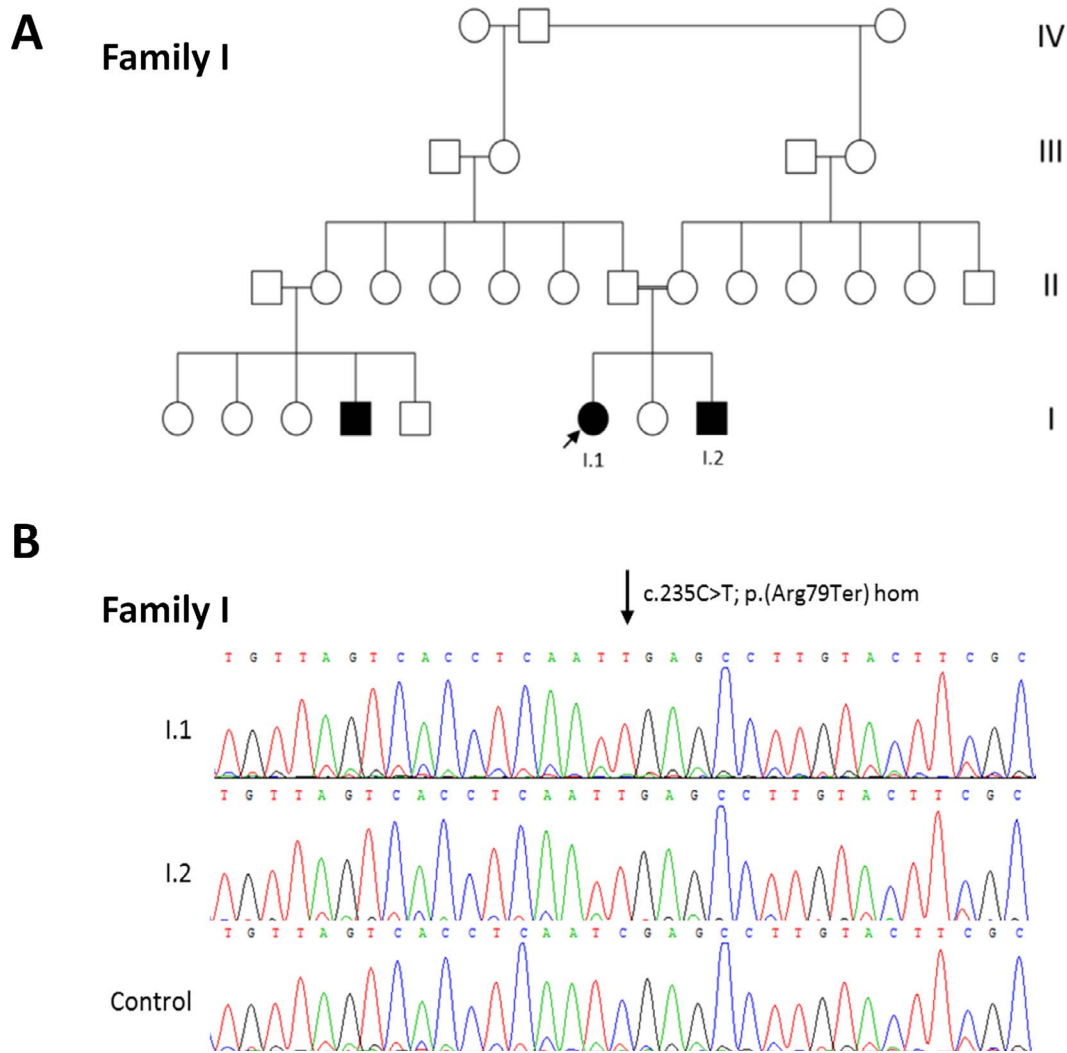 A
Family I
IV
III
II
I
I.1
I.2
B
Family I
c.235C>T; p.(Arg79Ter) hom
T G T T A G T C A C C T C A A T T G A G C C T T G T A C T T C G C
I.1
T G T T A G T C A C C T C A A T T G A G C C T T G T A C T T C G C
I.2
T G T T A G T C A C C T C A A T C G A G C C T T G T A C T T C G C
Control